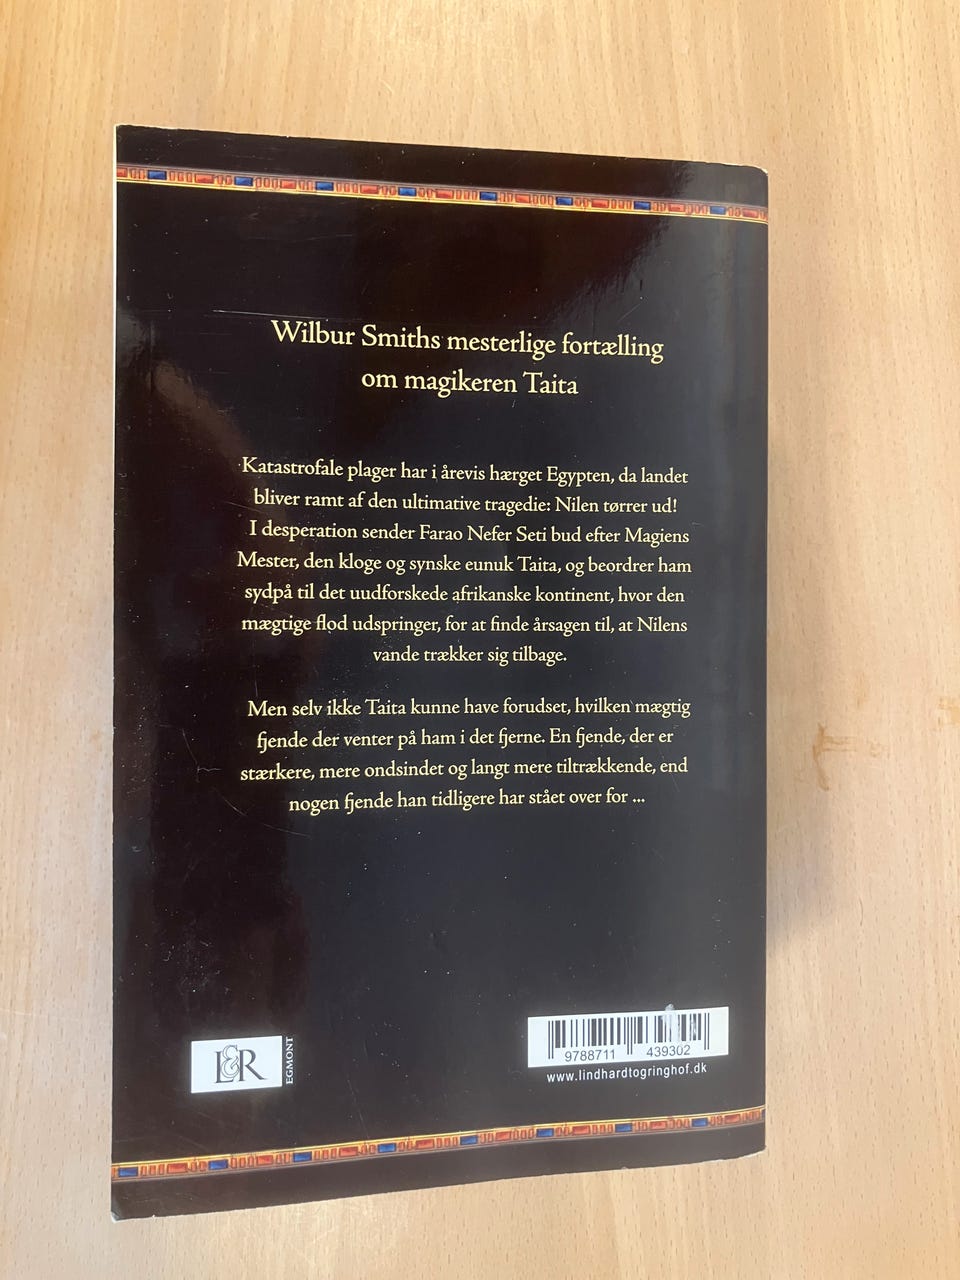 Wilbur Smiths mesterlige fortælling
om magikeren Taita
Katastrofale plager har i årevis hærget Egypten, da landet
bliver ramt af den ultimative tragedie: Nilen tørrer ud!
I desperation sender Farao Nefer Seti bud efter Magiens
Mester, den kloge og synske eunuk Taita, og beordrer ham
sydpå til det uudforskede afrikanske kontinent, hvor den
mægtige flod udspringer, for at finde årsagen til, at Nilens
vande trækker sig tilbage.
Men selv ikke Taita kunne have forudset, hvilken mægtig
fjende der venter på ham i det fjerne. En fjende, der er
stærkere, mere ondsindet og langt mere tiltrækkende, end
nogen fjende han tidligere har stået over for ...
L&R
EGMONT
9788711 439302
www.lindhardtogringhof.dk